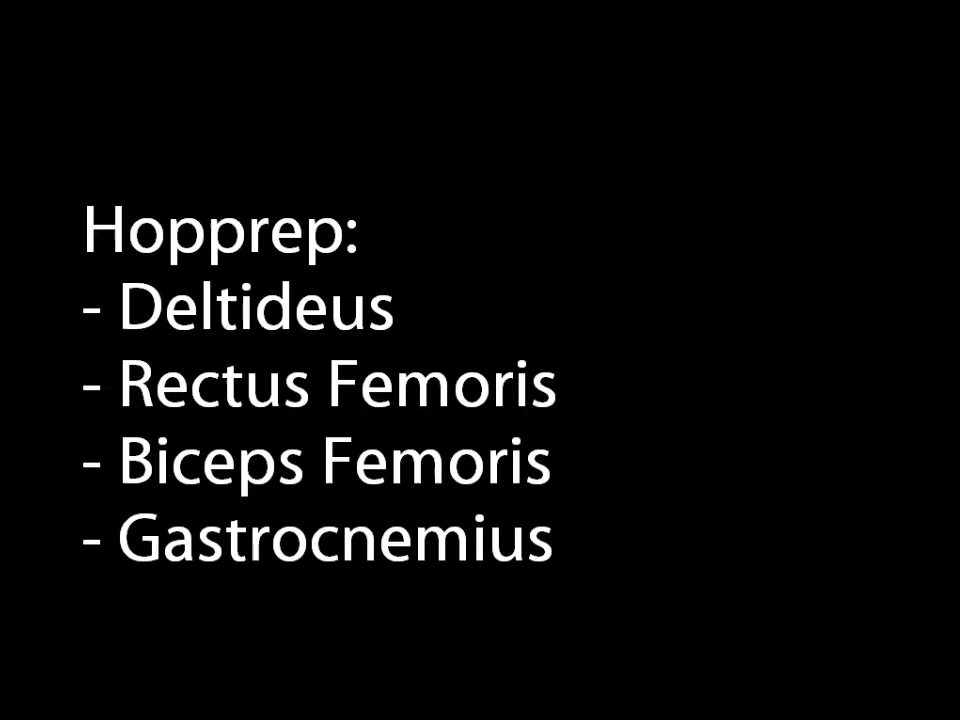 Hopprep:
- Deltideus
- Rectus Femoris
- Biceps Femoris
- Gastrocnemius